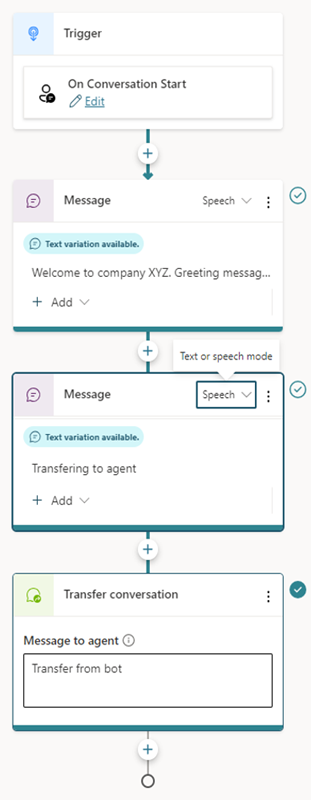 Trigger
On Conversation Start
Edit
Message
Speech
Text variation available.
Welcome to company XYZ. Greeting messag...
+ Add
Text or speech mode
Message
Speech
Text variation available.
Transfering to agent
+ Add
Transfer conversation
Message to agent
Transfer from bot